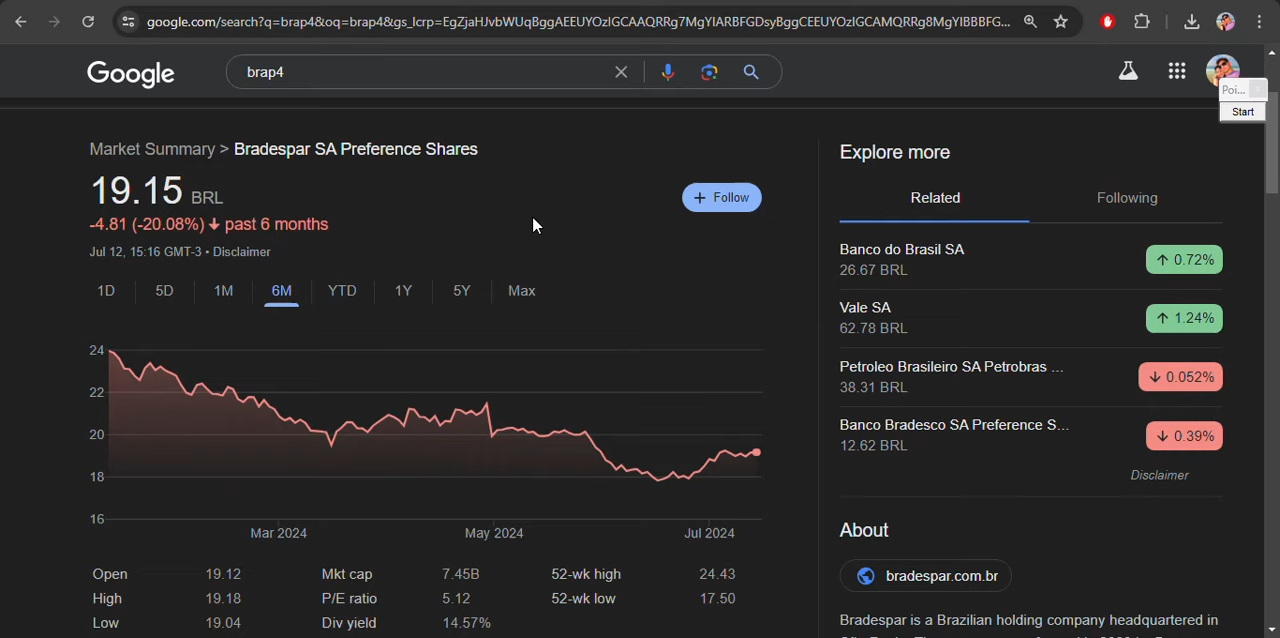 google.com/search?q=brap4&oq=brap4&gs_lcrp=EgZjaHJvbWUqBggAEEUYOzIGCAAQRRg7MgYIARBFGDsyBggCEEUYOzIGCAMQRRg8MgYIBBBFG...
Google
brap4
Poi...
Start
Market Summary > Bradespar SA Preference Shares
19.15 BRL
+ Follow
-4.81 (-20.08%) ↓ past 6 months
Jul 12, 15:16 GMT-3 • Disclaimer
1D 5D 1M 6M YTD 1Y 5Y Max
24
22
20
18
16
Mar 2024 May 2024 Jul 2024
Open 19.12 Mkt cap 7.45B 52-wk high 24.43
High 19.18 P/E ratio 5.12 52-wk low 17.50
Low 19.04 Div yield 14.57%
Explore more
Related Following
Banco do Brasil SA
26.67 BRL
↑ 0.72%
Vale SA
62.78 BRL
↑ 1.24%
Petroleo Brasileiro SA Petrobras ...
38.31 BRL
↓ 0.052%
Banco Bradesco SA Preference S...
12.62 BRL
↓ 0.39%
Disclaimer
About
bradespar.com.br
Bradespar is a Brazilian holding company headquartered in